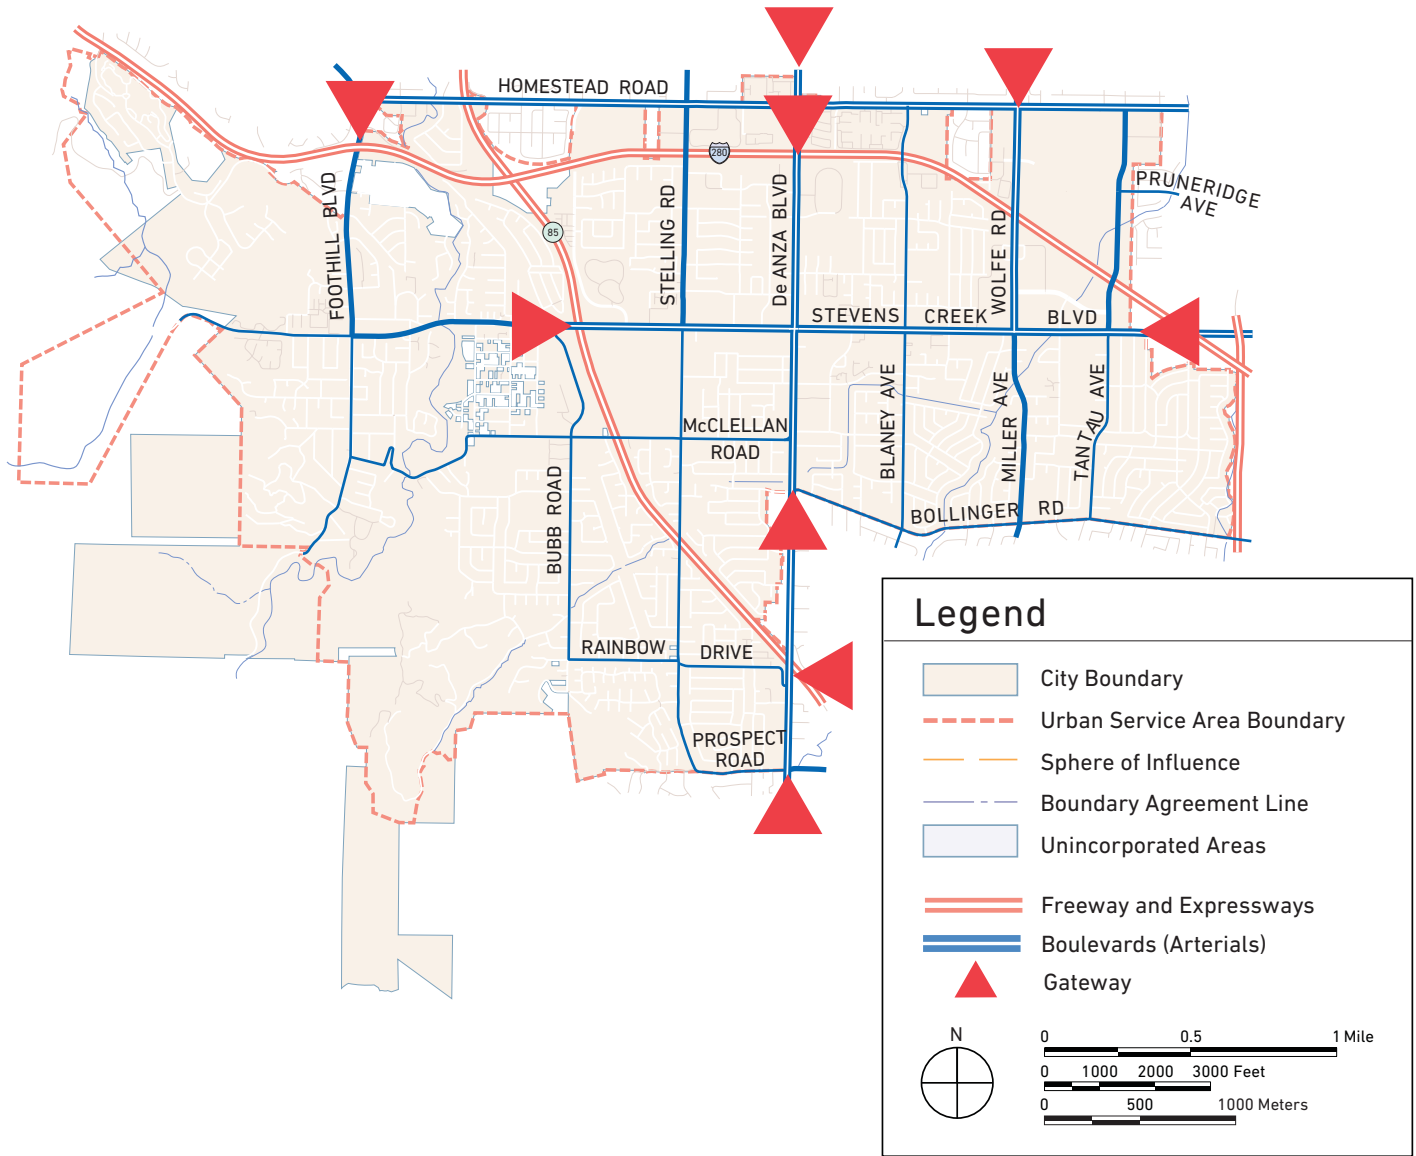 HOMESTEAD ROAD
280
PRUNERIDGE
AVE
FOOTHILL BLVD
85
STELLING RD
De ANZA BLVD
WOLFE RD
STEVENS CREEK BLVD
McCLELLAN
ROAD
BLANEY AVE
MILLER AVE
TANTAU AVE
BUBB ROAD
BOLLINGER RD
RAINBOW DRIVE
PROSPECT
ROAD
Legend
City Boundary
Urban Service Area Boundary
Sphere of Influence
Boundary Agreement Line
Unincorporated Areas
Freeway and Expressways
Boulevards (Arterials)
Gateway
N
0 0.5 1 Mile
0 1000 2000 3000 Feet
0 500 1000 Meters